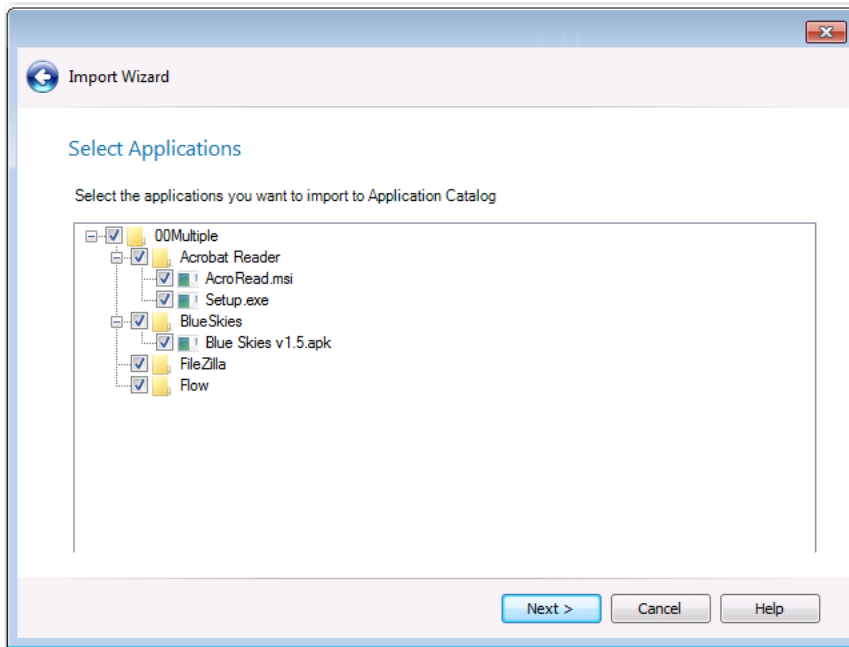 Import Wizard
Select Applications
Select the applications you want to import to Application Catalog
00Multiple
Acrobat Reader
AcroRead.msi
Setup.exe
BlueSkies
Blue Skies v1.5.apk
FileZilla
Flow
Next >
Cancel
Help